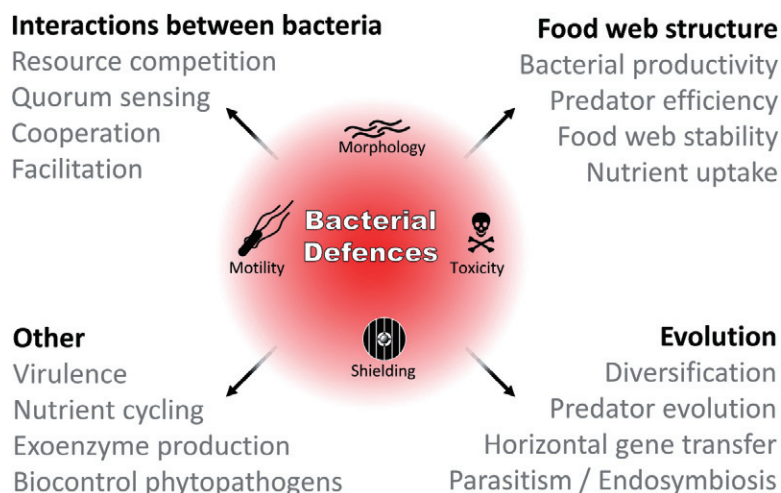 Interactions between bacteria
Resource competition
Quorum sensing
Cooperation
Facilitation
Food web structure
Bacterial productivity
Predator efficiency
Food web stability
Nutrient uptake
Morphology
Bacterial
Defences
Motility
Toxicity
Shielding
Other
Virulence
Nutrient cycling
Exoenzyme production
Biocontrol phytopathogens
Evolution
Diversification
Predator evolution
Horizontal gene transfer
Parasitism / Endosymbiosis